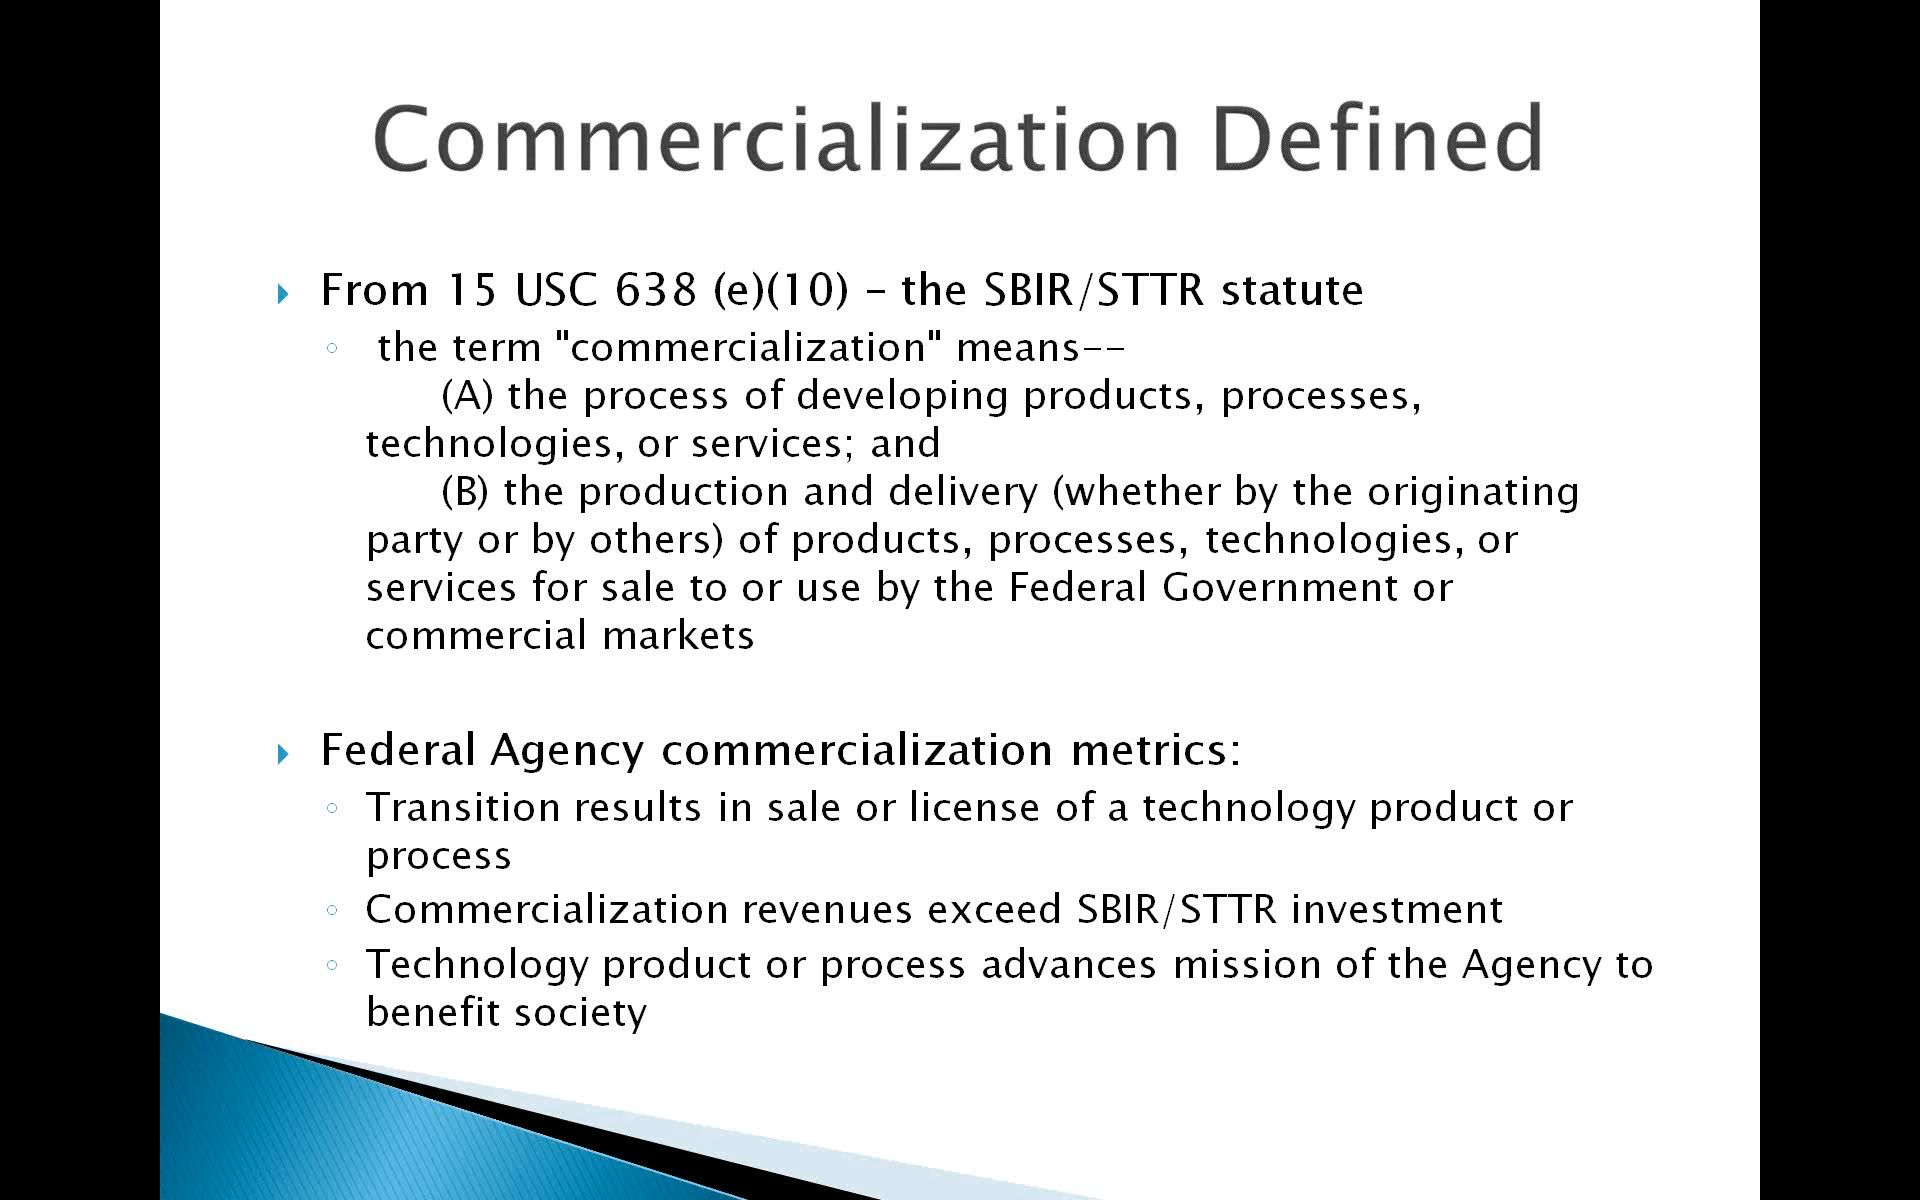 Commercialization Defined
From 15 USC 638 (e)(10) – the SBIR/STTR statute
the term "commercialization" means--
(A) the process of developing products, processes,
technologies, or services; and
(B) the production and delivery (whether by the originating
party or by others) of products, processes, technologies, or
services for sale to or use by the Federal Government or
commercial markets
Federal Agency commercialization metrics:
Transition results in sale or license of a technology product or
process
Commercialization revenues exceed SBIR/STTR investment
Technology product or process advances mission of the Agency to
benefit society